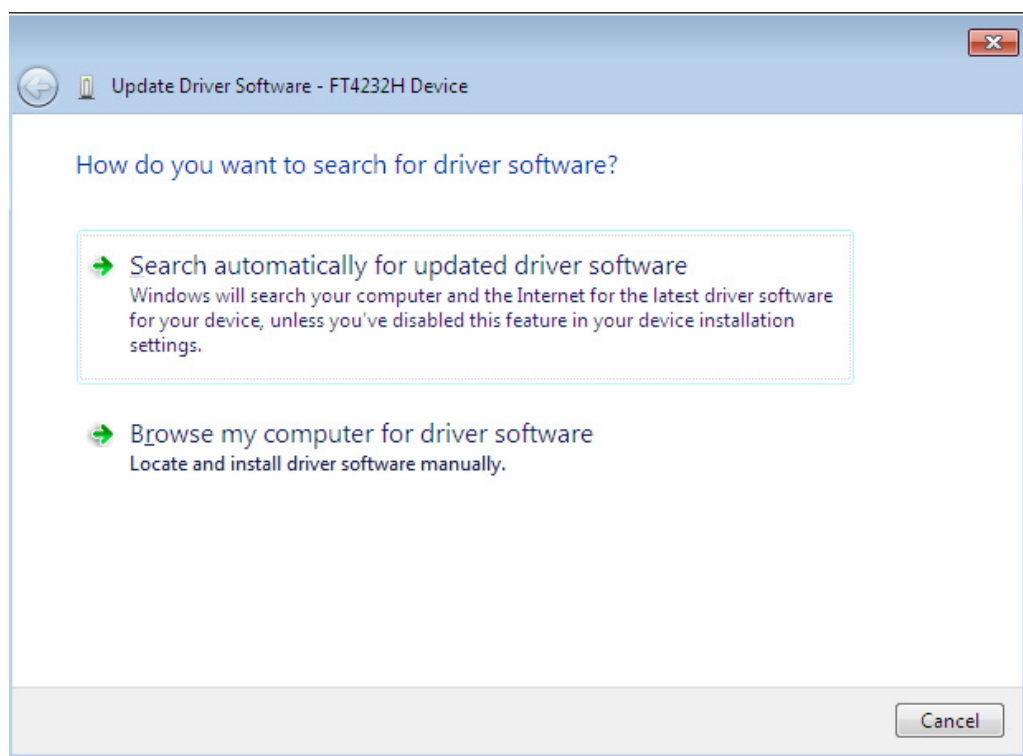 Update Driver Software - FT4232H Device
How do you want to search for driver software?
Search automatically for updated driver software
Windows will search your computer and the Internet for the latest driver software
for your device, unless you've disabled this feature in your device installation
settings.
Browse my computer for driver software
Locate and install driver software manually.
Cancel